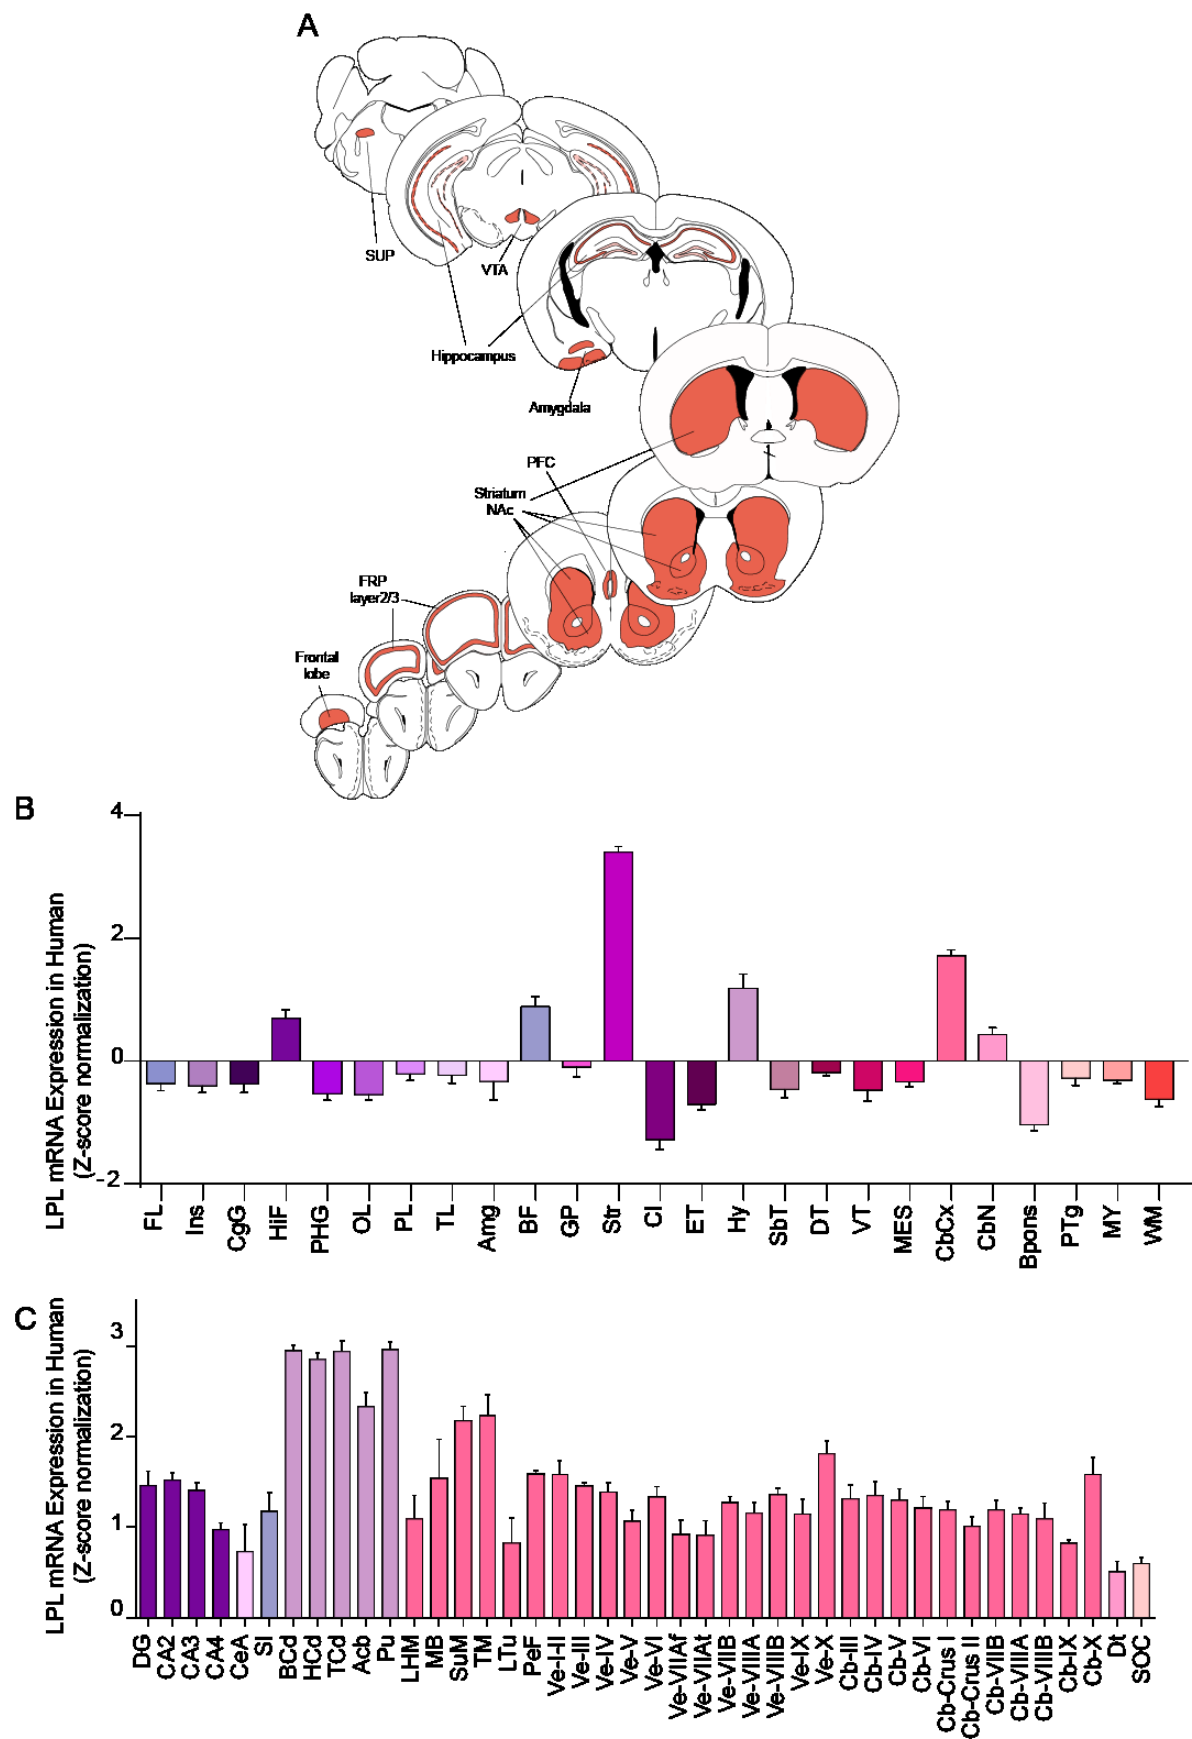 A
SUP
VTA
Hippocampus
Amygdala
PFC
Striatum
NAc
FRP
layer2/3
Frontal
lobe
B
LPL mRNA Expression in Human
(Z-score normalization)
4
2
0
-2
FL
Ins
CgG
HiF
PHG
OL
PL
TL
Amg
BF
GP
Str
Cl
ET
Hy
SbT
DT
VT
MES
CbCx
CbN
Bpons
PTg
MY
WM
C
LPL mRNA Expression in Human
(Z-score normalization)
3
2
1
0
DG
CA2
CA3
CA4
CeA
SI
BCd
HCd
TCd
Acb
Pu
LHM
MB
SuM
TM
LTu
PeF
Ve-I-HI
Ve-III
Ve-IV
Ve-V
Ve-VI
Ve-VIIAf
Ve-VIIAt
Ve-VIIB
Ve-VIIIA
Ve-VIIIB
Ve-IX
Ve-X
Cb-III
Cb-IV
Cb-V
Cb-VI
Cb-Crus I
Cb-Crus II
Cb-VIIB
Cb-VIIIA
Cb-VIIIB
Cb-IX
Cb-X
Dt
SOC